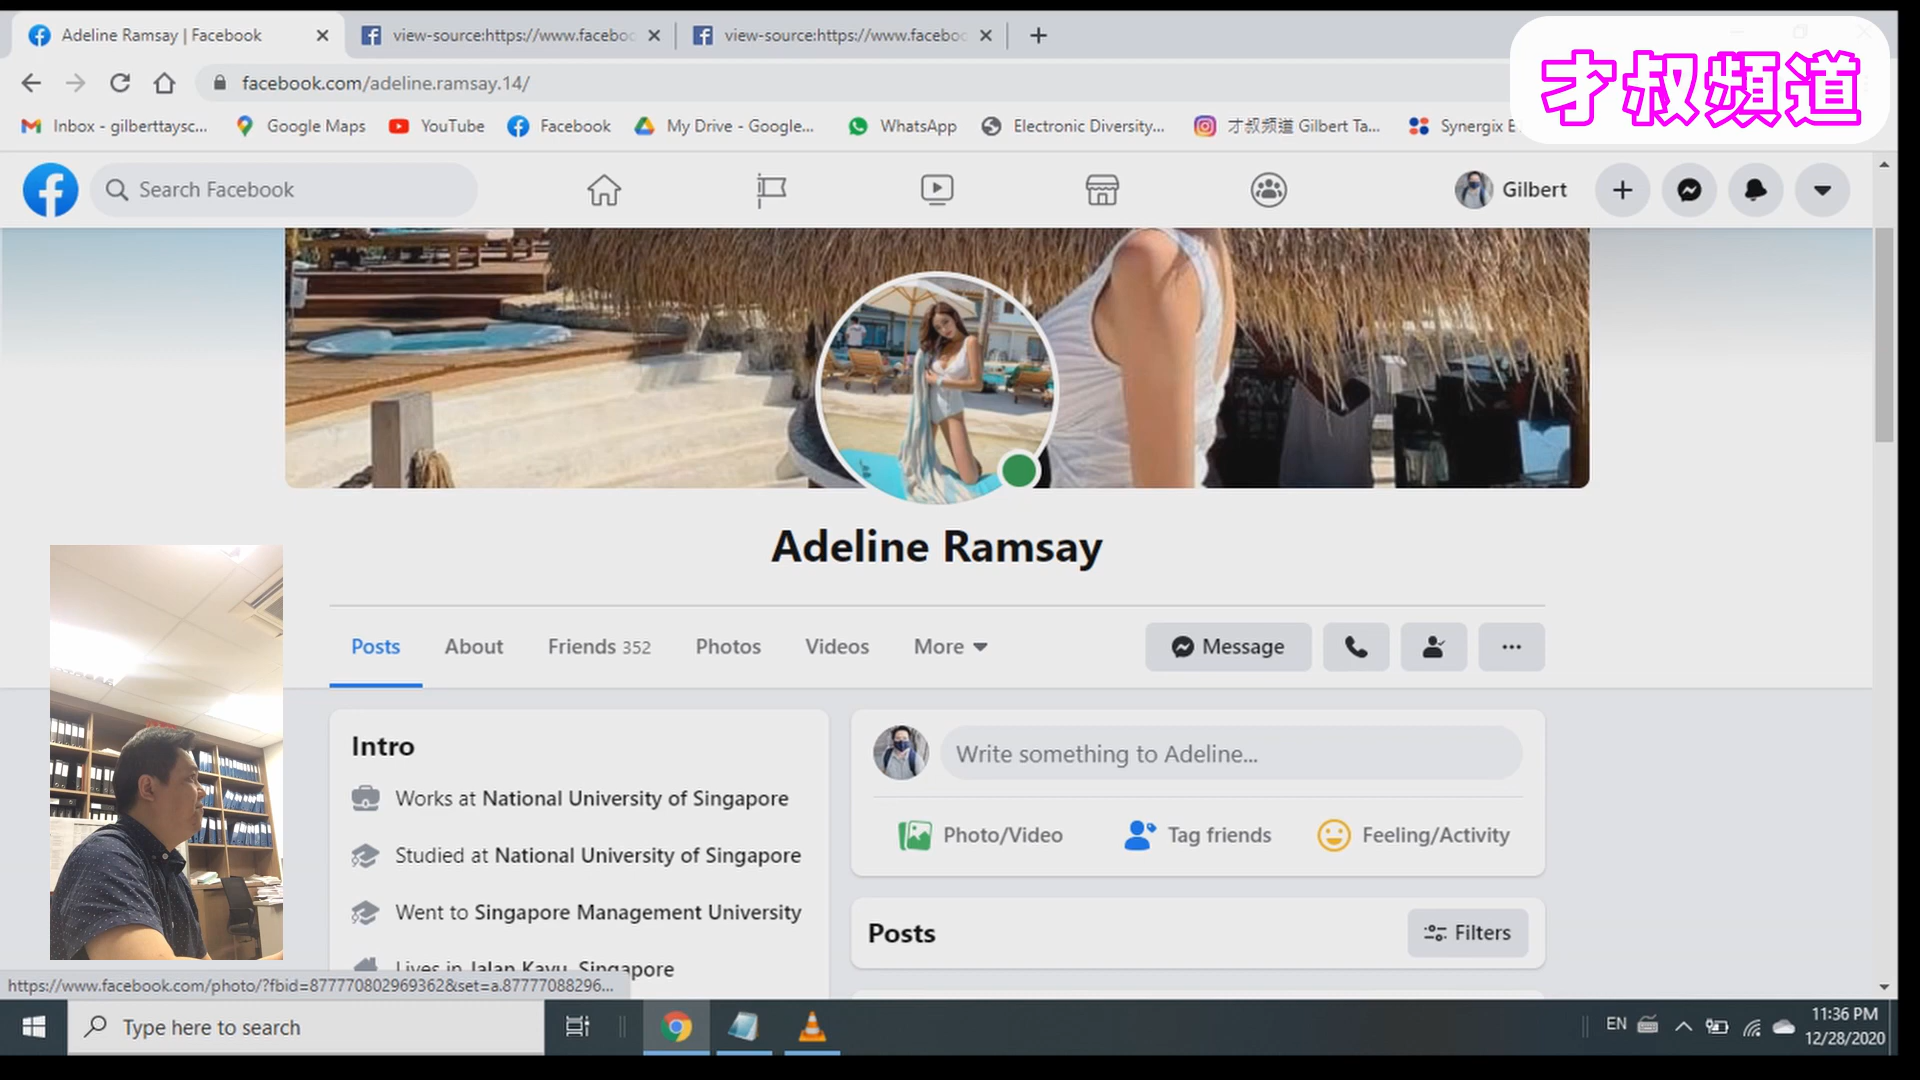 Adeline Ramsay | Facebook
view-source:https://www.facebo
view-source:https://www.facebo
才叔頻道
facebook.com/adeline.ramsay.14/
Inbox - gilberttaysc...
Google Maps
YouTube
Facebook
My Drive - Google...
WhatsApp
Electronic Diversity...
才叔频道 Gilbert Ta...
Synergix E
Search Facebook
Gilbert
Adeline Ramsay
Posts
About
Friends 352
Photos
Videos
More
Message
Intro
Works at National University of Singapore
Studied at National University of Singapore
Went to Singapore Management University
Lives in Jalan Kayu, Singapore
Write something to Adeline...
Photo/Video
Tag friends
Feeling/Activity
Posts
Filters
https://www.facebook.com/photo/?fbid=877770802969362&set=a.87777088296...
Type here to search
EN
11:36 PM
12/28/2020